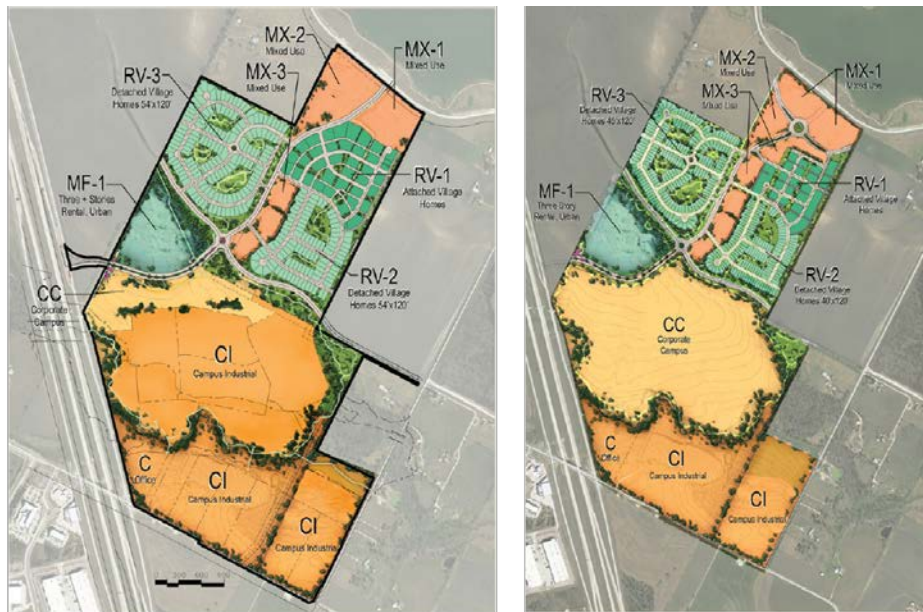 MX-2
Mixed Use
MX-1
Mixed Use
MX-3
Mixed Use
RV-3
Detached Village
Homes 54'x120'
MF-1
Three + Stories
Rental, Urban
RV-1
Attached Village
Homes
RV-2
Detached Village
Homes 54'x120'
CC
Corporate
Campus
CI
Campus Industrial
C
Office
CI
Campus Industrial
CI
Campus Industrial
MX-2
Mixed Use
MX-1
Mixed Use
MX-3
Mixed Use
RV-3
Detached Village
Homes 45'x120'
MF-1
Three Story
Rental, Urban
RV-1
Attached Village
Homes
RV-2
Detached Village
Homes 40'x120'
CC
Corporate
Campus
C
Office
CI
Campus Industrial
CI
Campus Industrial